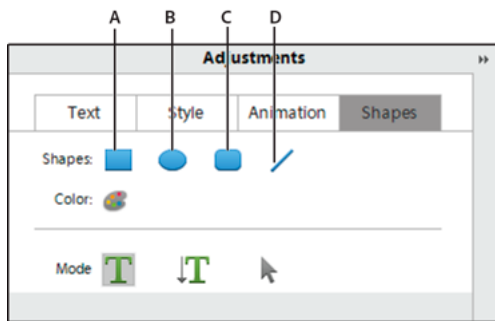 A B C D
Adjustments
Text Style Animation Shapes
Shapes:
Color:
Mode T T